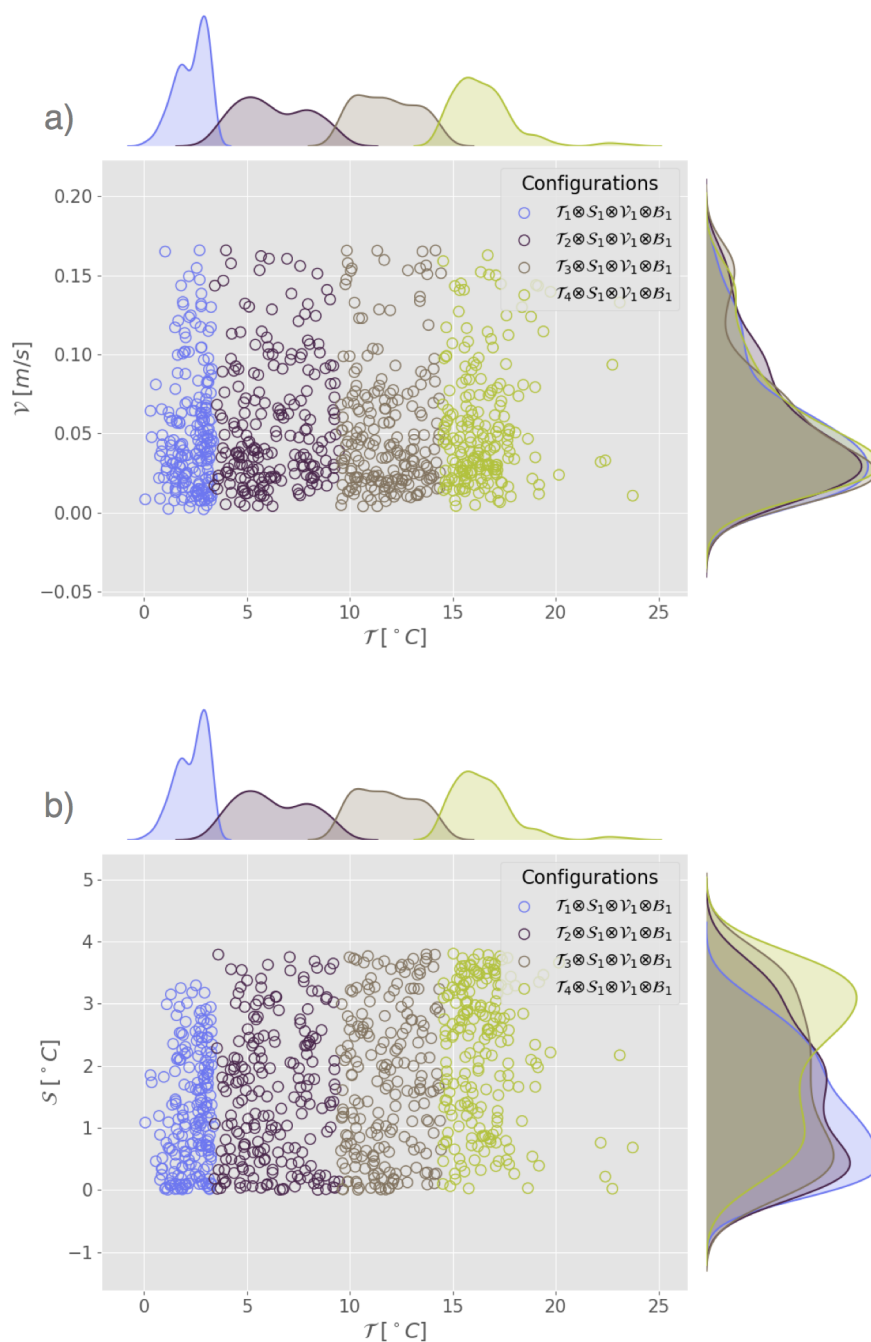 a)
Configurations
𝒯₁⊗𝒮₁⊗𝒱₁⊗ℬ₁
𝒯₂⊗𝒮₁⊗𝒱₁⊗ℬ₁
𝒯₃⊗𝒮₁⊗𝒱₁⊗ℬ₁
𝒯₄⊗𝒮₁⊗𝒱₁⊗ℬ₁
0.20
0.15
0.10
0.05
0.00
−0.05
𝒱 [m/s]
0 5 10 15 20 25
𝒯 [°C]
b)
Configurations
𝒯₁⊗𝒮₁⊗𝒱₁⊗ℬ₁
𝒯₂⊗𝒮₁⊗𝒱₁⊗ℬ₁
𝒯₃⊗𝒮₁⊗𝒱₁⊗ℬ₁
𝒯₄⊗𝒮₁⊗𝒱₁⊗ℬ₁
5
4
3
2
1
0
−1
𝒮 [°C]
0 5 10 15 20 25
𝒯 [°C]